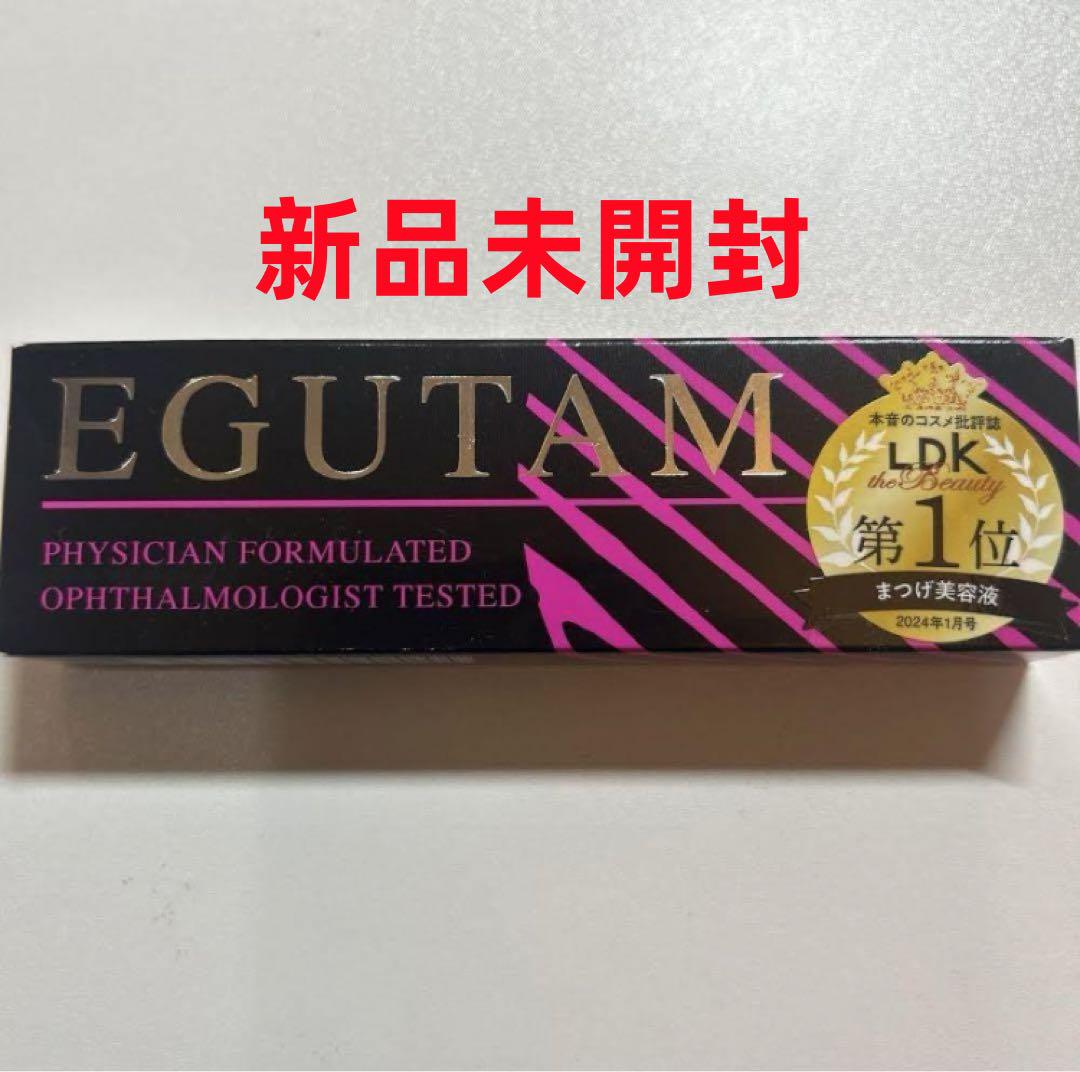 新品未開封
EGUTAM
PHYSICIAN FORMULATED
OPHTHALMOLOGIST TESTED
本音のコスメ批評誌
LDK
the Beauty
第1位
まつげ美容液
2024年1月号